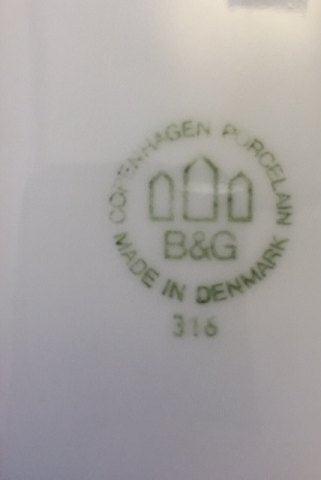 COPENHAGEN PORCELAIN
B&G
MADE IN DENMARK
316